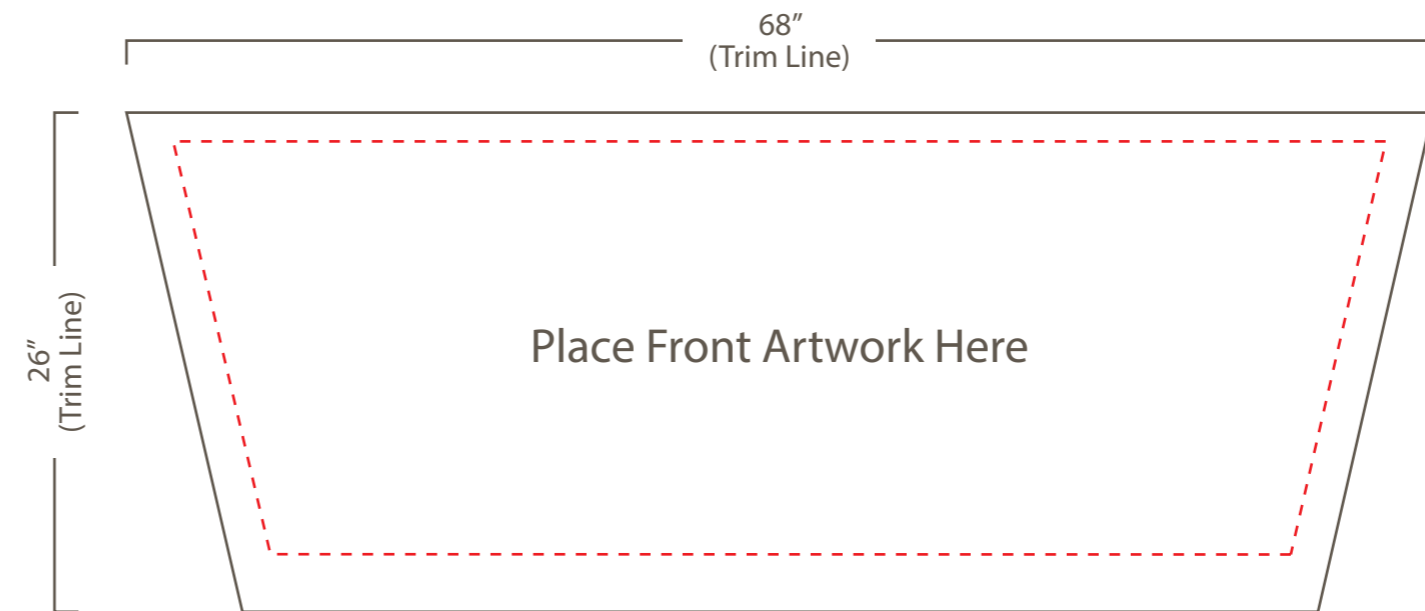 68”
(Trim Line)
26”
(Trim Line)
Place Front Artwork Here